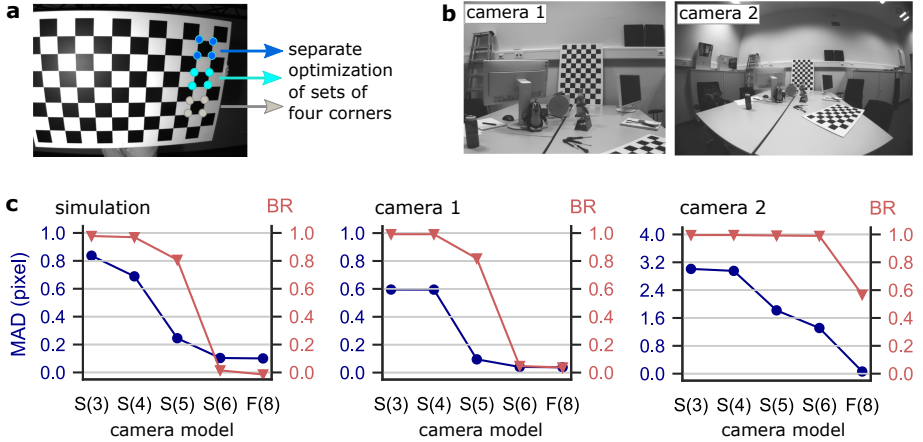 a
separate
optimization
of sets of
four corners
b
camera 1
camera 2
c
simulation
BR
camera 1
BR
camera 2
BR
MAD (pixel)
1.0
0.8
0.6
0.4
0.2
0.0
1.0
0.8
0.6
0.4
0.2
0.0
S(3) S(4) S(5) S(6) F(8)
camera model
1.0
0.8
0.6
0.4
0.2
0.0
1.0
0.8
0.6
0.4
0.2
0.0
S(3) S(4) S(5) S(6) F(8)
camera model
4.0
3.2
2.4
1.6
0.8
0.0
1.0
0.8
0.6
0.4
0.2
0.0
S(3) S(4) S(5) S(6) F(8)
camera model